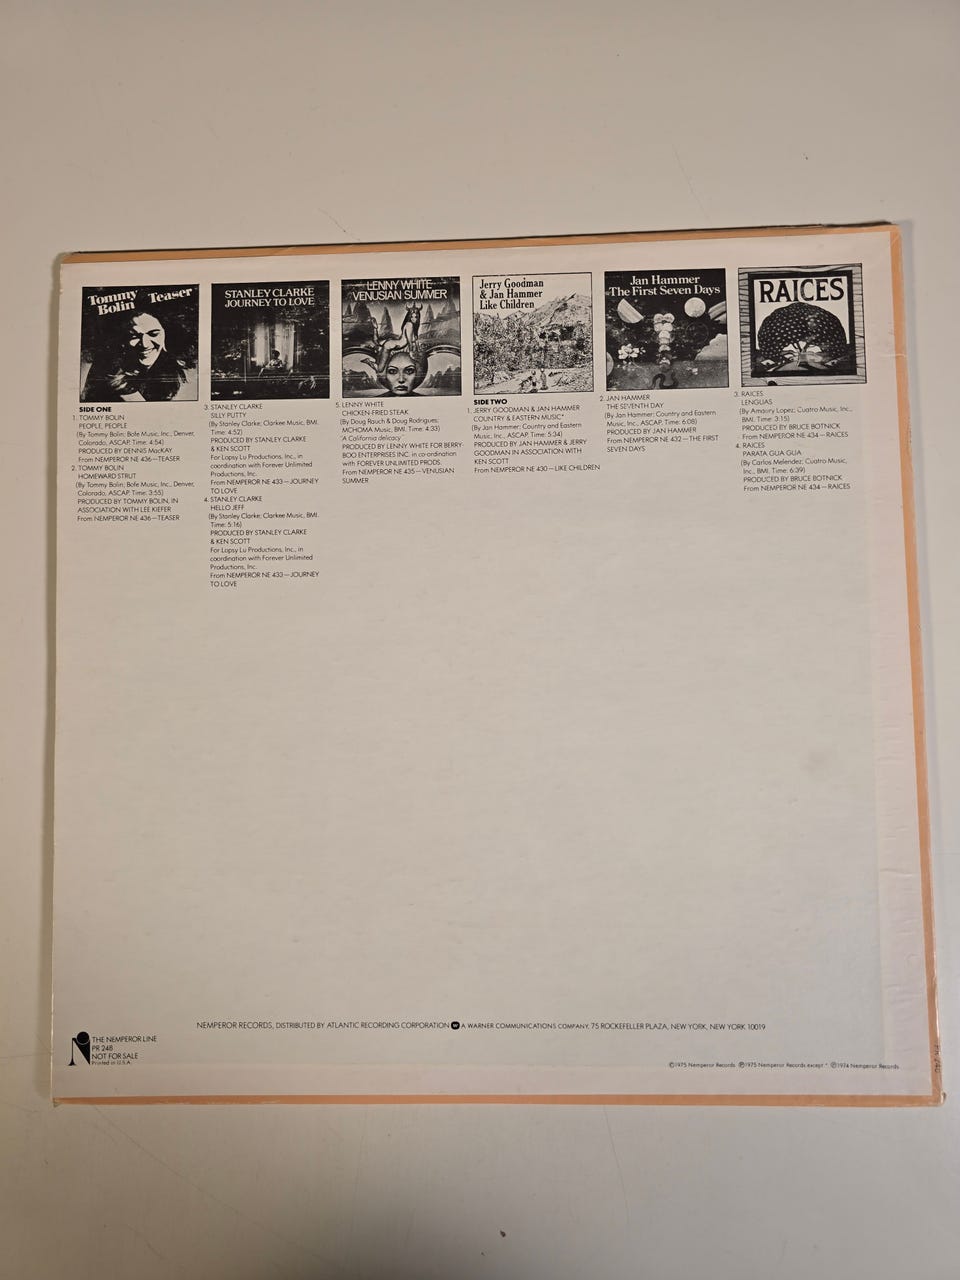 Tommy
Bolin
Teaser
STANLEY CLARKE
JOURNEY TO LOVE
LENNY WHITE
VENUSIAN SUMMER
Jerry Goodman
& Jan Hammer
Like Children
Jan Hammer
The First Seven Days
RAICES
SIDE ONE
1. TOMMY BOLIN
PEOPLE, PEOPLE
(By Tommy Bolin; Bofe Music, Inc., Denver,
Colorado, ASCAP. Time: 4:54)
PRODUCED BY DENNIS MacKAY
From NEMPEROR NE 436—TEASER
2. TOMMY BOLIN
HOMEWARD STRUT
(By Tommy Bolin; Bofe Music, Inc., Denver,
Colorado, ASCAP. Time: 3:55)
PRODUCED BY TOMMY BOLIN, IN
ASSOCIATION WITH LEE KIEFER
From NEMPEROR NE 436—TEASER
3. STANLEY CLARKE
SILLY PUTTY
(By Stanley Clarke; Clarkee Music, BMI.
Time: 4:52)
PRODUCED BY STANLEY CLARKE
& KEN SCOTT
For Lopsy Lu Productions, Inc., in
coordination with Forever Unlimited
Productions, Inc.
From NEMPEROR NE 433—JOURNEY
TO LOVE
4. STANLEY CLARKE
HELLO JEFF
(By Stanley Clarke; Clarkee Music, BMI.
Time: 5:16)
PRODUCED BY STANLEY CLARKE
& KEN SCOTT
For Lopsy Lu Productions, Inc., in
coordination with Forever Unlimited
Productions, Inc.
From NEMPEROR NE 433—JOURNEY
TO LOVE
5. LENNY WHITE
CHICKEN-FRIED STEAK
(By Doug Rauch & Doug Rodrigues;
MCHOMA Music, BMI. Time: 4:33)
'A California delicacy'
PRODUCED BY LENNY WHITE FOR BERRY-
BOO ENTERPRISES INC. in co-ordination
with FOREVER UNLIMITED PRODS.
From NEMPEROR NE 435—VENUSIAN
SUMMER
SIDE TWO
1. JERRY GOODMAN & JAN HAMMER
COUNTRY & EASTERN MUSIC*
(By Jan Hammer; Country and Eastern
Music, Inc., ASCAP. Time: 5:34)
PRODUCED BY JAN HAMMER & JERRY
GOODMAN IN ASSOCIATION WITH
KEN SCOTT
From NEMPEROR NE 430—LIKE CHILDREN
2. JAN HAMMER
THE SEVENTH DAY
(By Jan Hammer; Country and Eastern
Music, Inc., ASCAP. Time: 6:08)
PRODUCED BY JAN HAMMER
From NEMPEROR NE 432—THE FIRST
SEVEN DAYS
3. RAICES
LENGUAS
(By Amaury Lopez; Cuatro Music, Inc.,
BMI. Time: 3:15)
PRODUCED BY BRUCE BOTNICK
From NEMPEROR NE 434—RAICES
4. RAICES
PARATA GUA GUA
(By Carlos Melendez; Cuatro Music,
Inc., BMI. Time: 6:39)
PRODUCED BY BRUCE BOTNICK
From NEMPEROR NE 434—RAICES
NEMPEROR RECORDS, DISTRIBUTED BY ATLANTIC RECORDING CORPORATION W A WARNER COMMUNICATIONS COMPANY. 75 ROCKEFELLER PLAZA, NEW YORK, NEW YORK 10019
THE NEMPEROR LINE
PR 248
NOT FOR SALE
Printed in U.S.A.
©1975 Nemperor Records ℗1975 Nemperor Records except * ℗1974 Nemperor Records